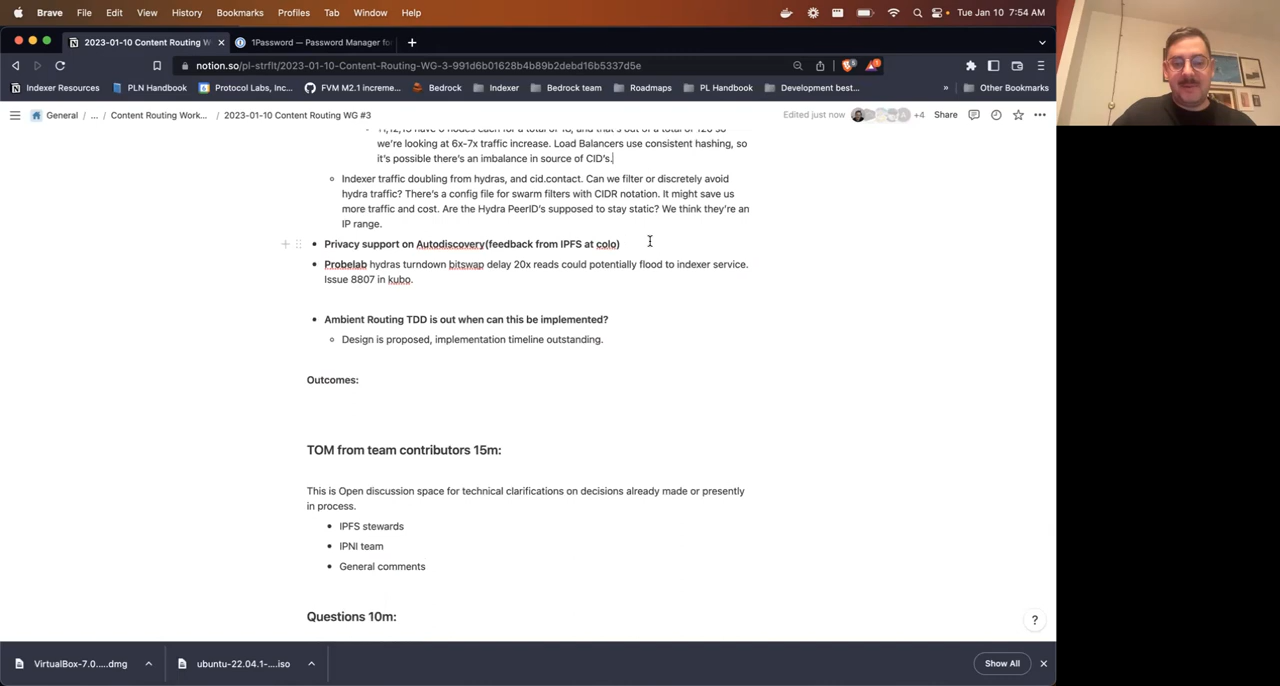 Brave File Edit View History Bookmarks Profiles Tab Window Help Tue Jan 10 7:54 AM
2023-01-10 Content Routing W 1Password — Password Manager for
notion.so/pl-strflt/2023-01-10-Content-Routing-WG-3-991d6b01628b4b89b2debd16b5337d5e
Indexer Resources PLN Handbook Protocol Labs, Inc... FVM M2.1 increme... Bedrock Indexer Bedrock team Roadmaps PL Handbook Development best... » Other Bookmarks
General / ... / Content Routing Work... / 2023-01-10 Content Routing WG #3 Edited just now +4 Share
we're looking at 6x-7x traffic increase. Load Balancers use consistent hashing, so
it's possible there's an imbalance in source of CID's.
Indexer traffic doubling from hydras, and cid.contact. Can we filter or discretely avoid
hydra traffic? There's a config file for swarm filters with CIDR notation. It might save us
more traffic and cost. Are the Hydra PeerID's supposed to stay static? We think they're an
IP range.
Privacy support on Autodiscovery(feedback from IPFS at colo)
Probelab hydras turndown bitswap delay 20x reads could potentially flood to indexer service.
Issue 8807 in kubo.
Ambient Routing TDD is out when can this be implemented?
Design is proposed, implementation timeline outstanding.
Outcomes:
TOM from team contributors 15m:
This is Open discussion space for technical clarifications on decisions already made or presently
in process.
IPFS stewards
IPNI team
General comments
Questions 10m:
?
VirtualBox-7.0.....dmg ubuntu-22.04.1-....iso Show All